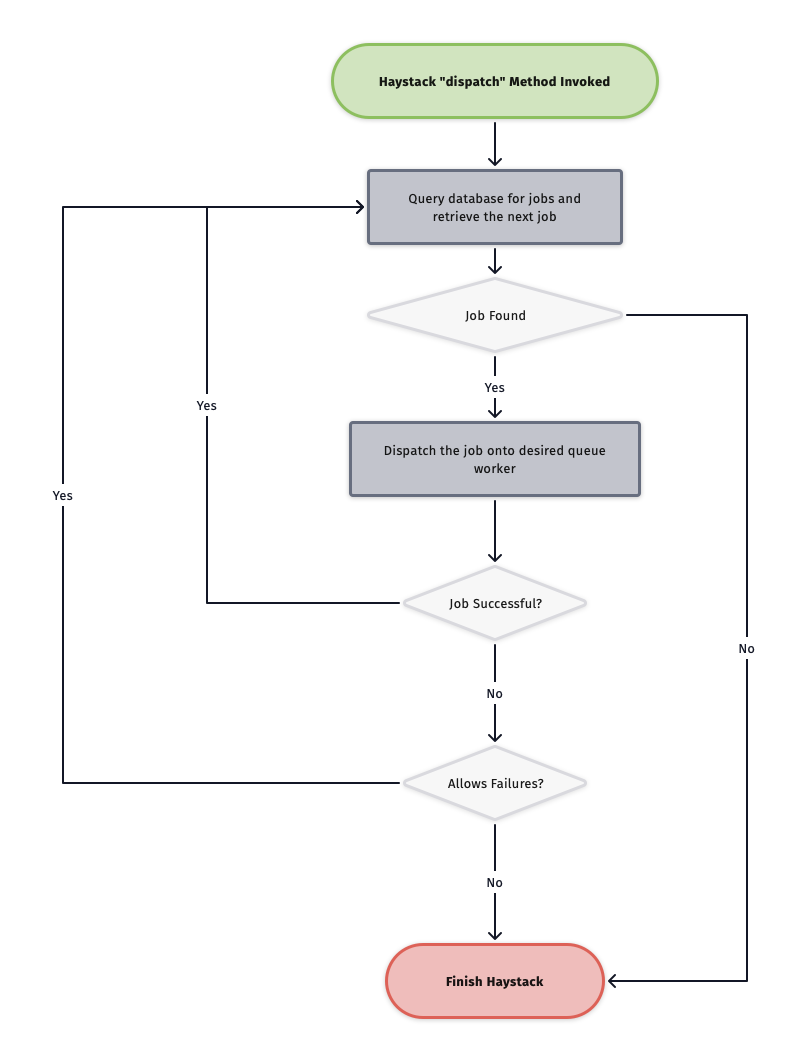 Haystack "dispatch" Method Invoked
Query database for jobs and
retrieve the next job
Job Found
Yes
Dispatch the job onto desired queue
worker
Yes
Yes
Job Successful?
No
No
Allows Failures?
No
Finish Haystack